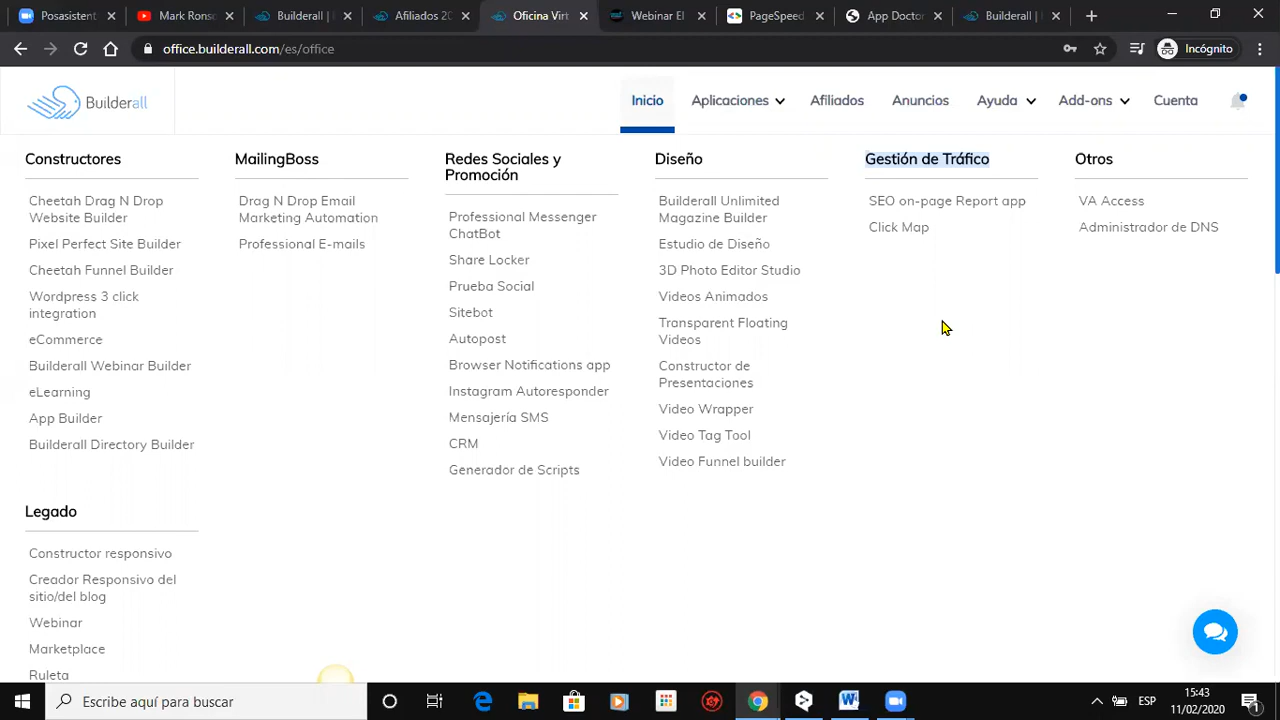 Posasistent
Mark Ronso
Builderall |
Afiliados 20
Oficina Virt
Webinar El
PageSpeed
App Doctor
Builderall |
office.builderall.com/es/office
Incógnito
Builderall
Inicio
Aplicaciones
Afiliados
Anuncios
Ayuda
Add-ons
Cuenta
Constructores
Cheetah Drag N Drop
Website Builder
Pixel Perfect Site Builder
Cheetah Funnel Builder
Wordpress 3 click
integration
eCommerce
Builderall Webinar Builder
eLearning
App Builder
Builderall Directory Builder
MailingBoss
Drag N Drop Email
Marketing Automation
Professional E-mails
Redes Sociales y
Promoción
Professional Messenger
ChatBot
Share Locker
Prueba Social
Sitebot
Autopost
Browser Notifications app
Instagram Autoresponder
Mensajería SMS
CRM
Generador de Scripts
Diseño
Builderall Unlimited
Magazine Builder
Estudio de Diseño
3D Photo Editor Studio
Videos Animados
Transparent Floating
Videos
Constructor de
Presentaciones
Video Wrapper
Video Tag Tool
Video Funnel builder
Gestión de Tráfico
SEO on-page Report app
Click Map
Otros
VA Access
Administrador de DNS
Legado
Constructor responsivo
Creador Responsivo del
sitio/del blog
Webinar
Marketplace
Ruleta
Escribe aquí para buscar
ESP
15:43
11/02/2020
1